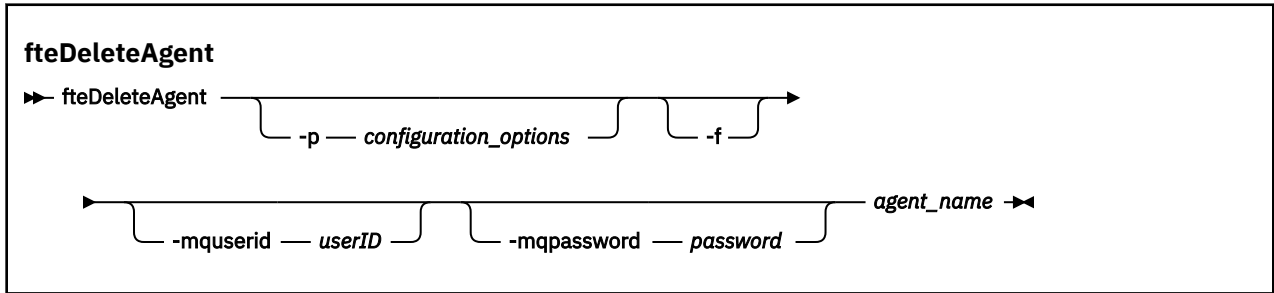 fteDeleteAgent
fteDeleteAgent
-p configuration_options -f
agent_name
-mquserid userID -mqpassword password